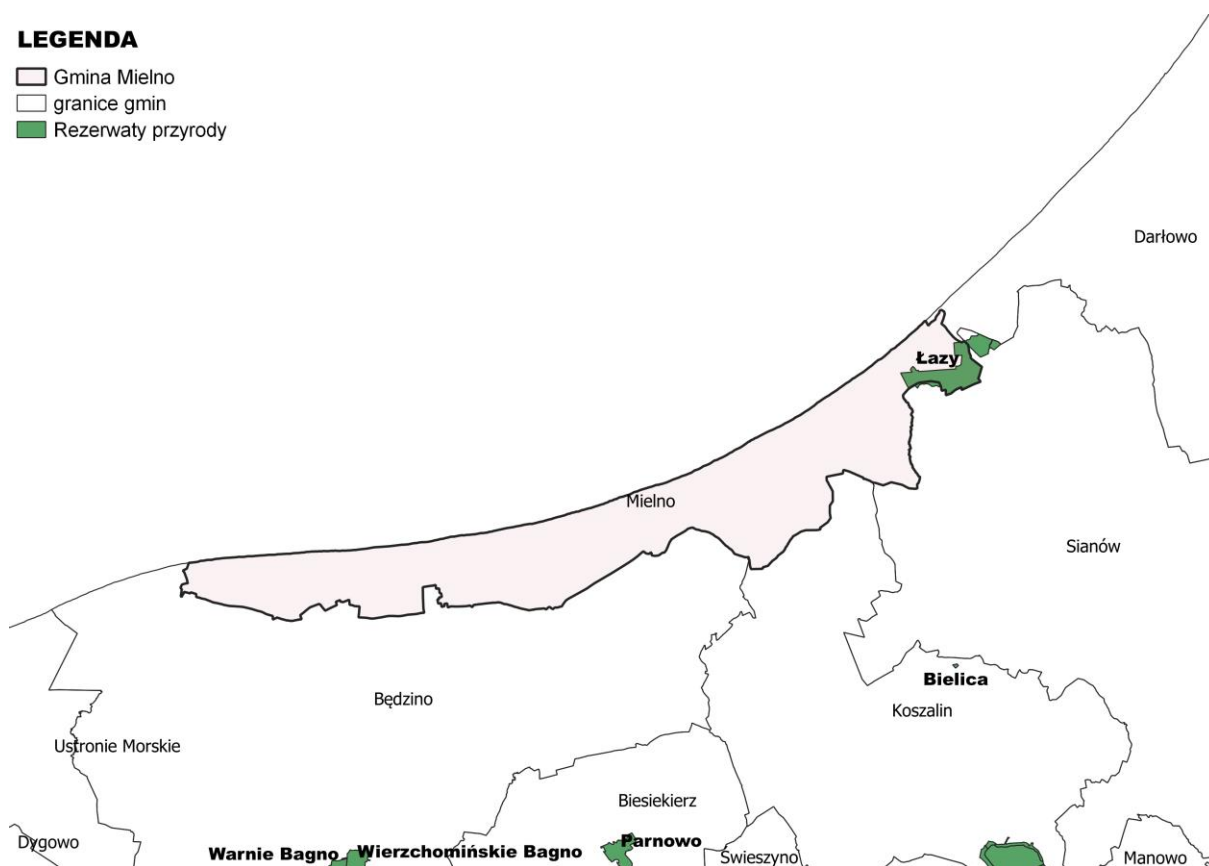 LEGENDA
Gmina Mielno
granice gmin
Rezerwaty przyrody
Darłowo
Łazy
Mielno
Sianów
Bielica
Będzino
Koszalin
Ustronie Morskie
Biesiekierz
Dygowo
Warnie Bagno
Wierzchomińskie Bagno
Parnowo
Świeszyno
Manowo